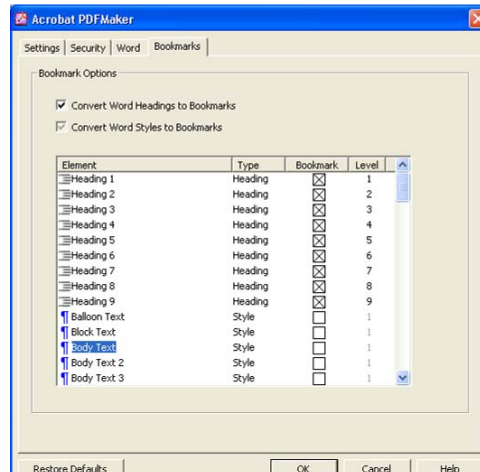 Acrobat PDFMaker
Settings Security Word Bookmarks
Bookmark Options
Convert Word Headings to Bookmarks
Convert Word Styles to Bookmarks
Element Type Bookmark Level
Heading 1 Heading 1
Heading 2 Heading 2
Heading 3 Heading 3
Heading 4 Heading 4
Heading 5 Heading 5
Heading 6 Heading 6
Heading 7 Heading 7
Heading 8 Heading 8
Heading 9 Heading 9
Balloon Text Style 1
Block Text Style 1
Body Text Style 1
Body Text 2 Style 1
Body Text 3 Style 1
Restore Defaults OK Cancel Help